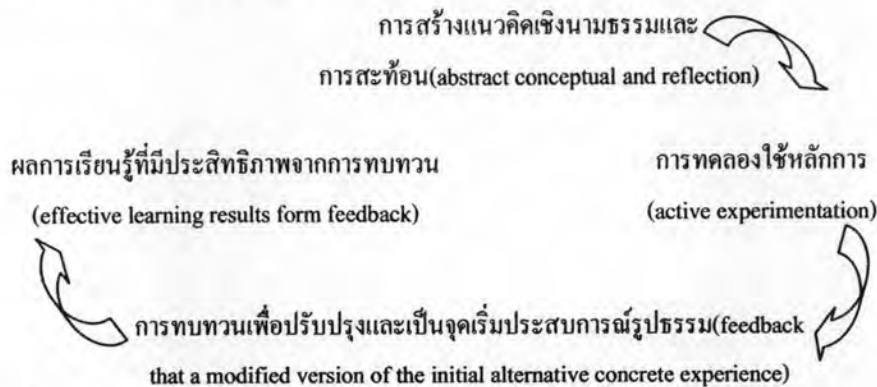 การสร้างแนวคิดเชิงนามธรรมและ
การสะท้อน(abstract conceptual and reflection)
ผลการเรียนรู้ที่มีประสิทธิภาพจากการทบทวน
(effective learning results form feedback)
การทดลองใช้หลักการ
(active experimentation)
การทบทวนเพื่อปรับปรุงและเป็นจุดเริ่มประสบการณ์รูปธรรม(feedback
that a modified version of the initial alternative concrete experience)